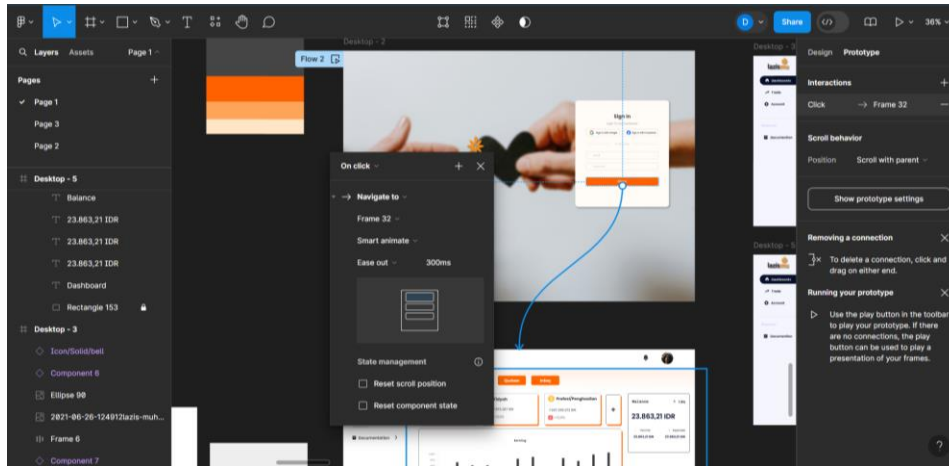 D
Share
36%
Layers
Assets
Page 1
Pages
Page 1
Page 3
Page 2
Desktop - 5
Balance
23.863,21 IDR
23.863,21 IDR
23.863,21 IDR
Dashboard
Rectangle 153
Desktop - 3
Icon/Solid/bell
Component 6
Ellipse 90
2021-06-26-124912lazis-muh...
Frame 6
Component 7
Desktop - 2
Flow 2
Sign in
On click
Navigate to
Frame 32
Smart animate
Ease out
300ms
State management
Reset scroll position
Reset component state
Documentation
23.863,21 IDR
Desktop - 3
Documentation
Desktop - 5
Documentation
Design
Prototype
Interactions
Click
Frame 32
Scroll behavior
Position
Scroll with parent
Show prototype settings
Removing a connection
To delete a connection, click and
drag on either end.
Running your prototype
Use the play button in the toolbar
to play your prototype. If there
are no connections, the play
button can be used to play a
presentation of your frames.
?